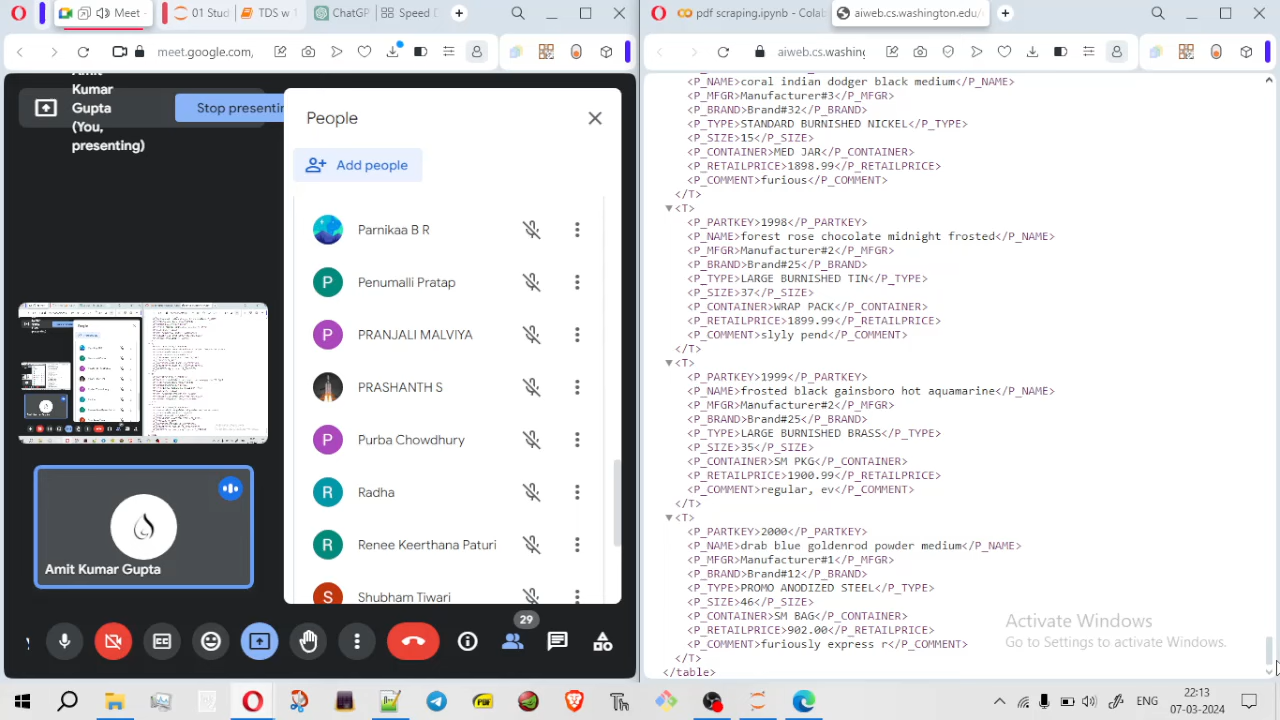 Meet -
01 Stud
TDS w
ChatGP
Speed D
meet.google.com,
Amit
Kumar
Gupta
(You,
presenting)
Stop presenting
People
Add people
Parnikaa B R
P Penumalli Pratap
P PRANJALI MALVIYA
PRASHANTH S
P Purba Chowdhury
R Radha
R Renee Keerthana Paturi
S Shubham Tiwari
Amit Kumar Gupta
29
pdf scraping.ipynb - Colab
aiweb.cs.washington.edu/
aiweb.cs.washing
<P_NAME>coral indian dodger black medium</P_NAME>
<P_MFGR>Manufacturer#3</P_MFGR>
<P_BRAND>Brand#32</P_BRAND>
<P_TYPE>STANDARD BURNISHED NICKEL</P_TYPE>
<P_SIZE>15</P_SIZE>
<P_CONTAINER>MED JAR</P_CONTAINER>
<P_RETAILPRICE>1898.99</P_RETAILPRICE>
<P_COMMENT>furious</P_COMMENT>
</T>
▼<T>
<P_PARTKEY>1998</P_PARTKEY>
<P_NAME>forest rose chocolate midnight frosted</P_NAME>
<P_MFGR>Manufacturer#2</P_MFGR>
<P_BRAND>Brand#25</P_BRAND>
<P_TYPE>LARGE BURNISHED TIN</P_TYPE>
<P_SIZE>37</P_SIZE>
<P_CONTAINER>WRAP PACK</P_CONTAINER>
<P_RETAILPRICE>1899.99</P_RETAILPRICE>
<P_COMMENT>slyly pend</P_COMMENT>
</T>
▼<T>
<P_PARTKEY>1999</P_PARTKEY>
<P_NAME>frosted black gainsboro hot aquamarine</P_NAME>
<P_MFGR>Manufacturer#2</P_MFGR>
<P_BRAND>Brand#25</P_BRAND>
<P_TYPE>LARGE BURNISHED BRASS</P_TYPE>
<P_SIZE>35</P_SIZE>
<P_CONTAINER>SM PKG</P_CONTAINER>
<P_RETAILPRICE>1900.99</P_RETAILPRICE>
<P_COMMENT>regular, ev</P_COMMENT>
</T>
▼<T>
<P_PARTKEY>2000</P_PARTKEY>
<P_NAME>drab blue goldenrod powder medium</P_NAME>
<P_MFGR>Manufacturer#1</P_MFGR>
<P_BRAND>Brand#12</P_BRAND>
<P_TYPE>PROMO ANODIZED STEEL</P_TYPE>
<P_SIZE>46</P_SIZE>
<P_CONTAINER>SM BAG</P_CONTAINER>
<P_RETAILPRICE>902.00</P_RETAILPRICE>
<P_COMMENT>furiously express r</P_COMMENT>
</T>
</table>
Activate Windows
Go to Settings to activate Windows.
ENG
22:13
07-03-2024